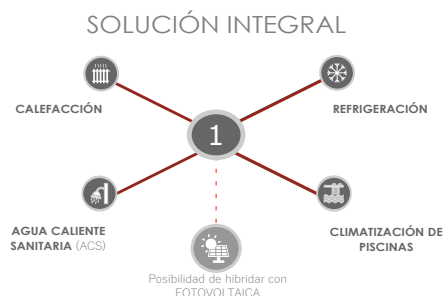 SOLUCIÓN INTEGRAL
CALEFACCIÓN
REFRIGERACIÓN
1
AGUA CALIENTE
SANITARIA (ACS)
CLIMATIZACIÓN DE
PISCINAS
Posibilidad de hibridar con
FOTOVOLTAICA